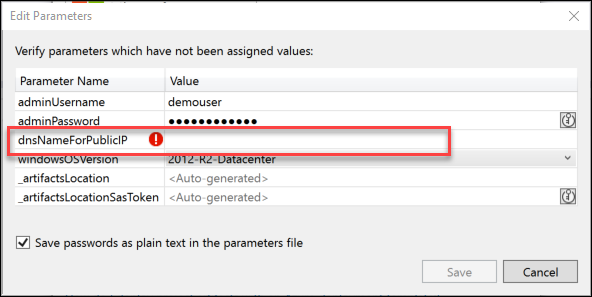 Edit Parameters
Verify parameters which have not been assigned values:
Parameter Name Value
adminUsername demouser
adminPassword ●●●●●●●●●●●●
dnsNameForPublicIP
windowsOSVersion 2012-R2-Datacenter
_artifactsLocation <Auto-generated>
_artifactsLocationSasToken <Auto-generated>
Save passwords as plain text in the parameters file
Save Cancel